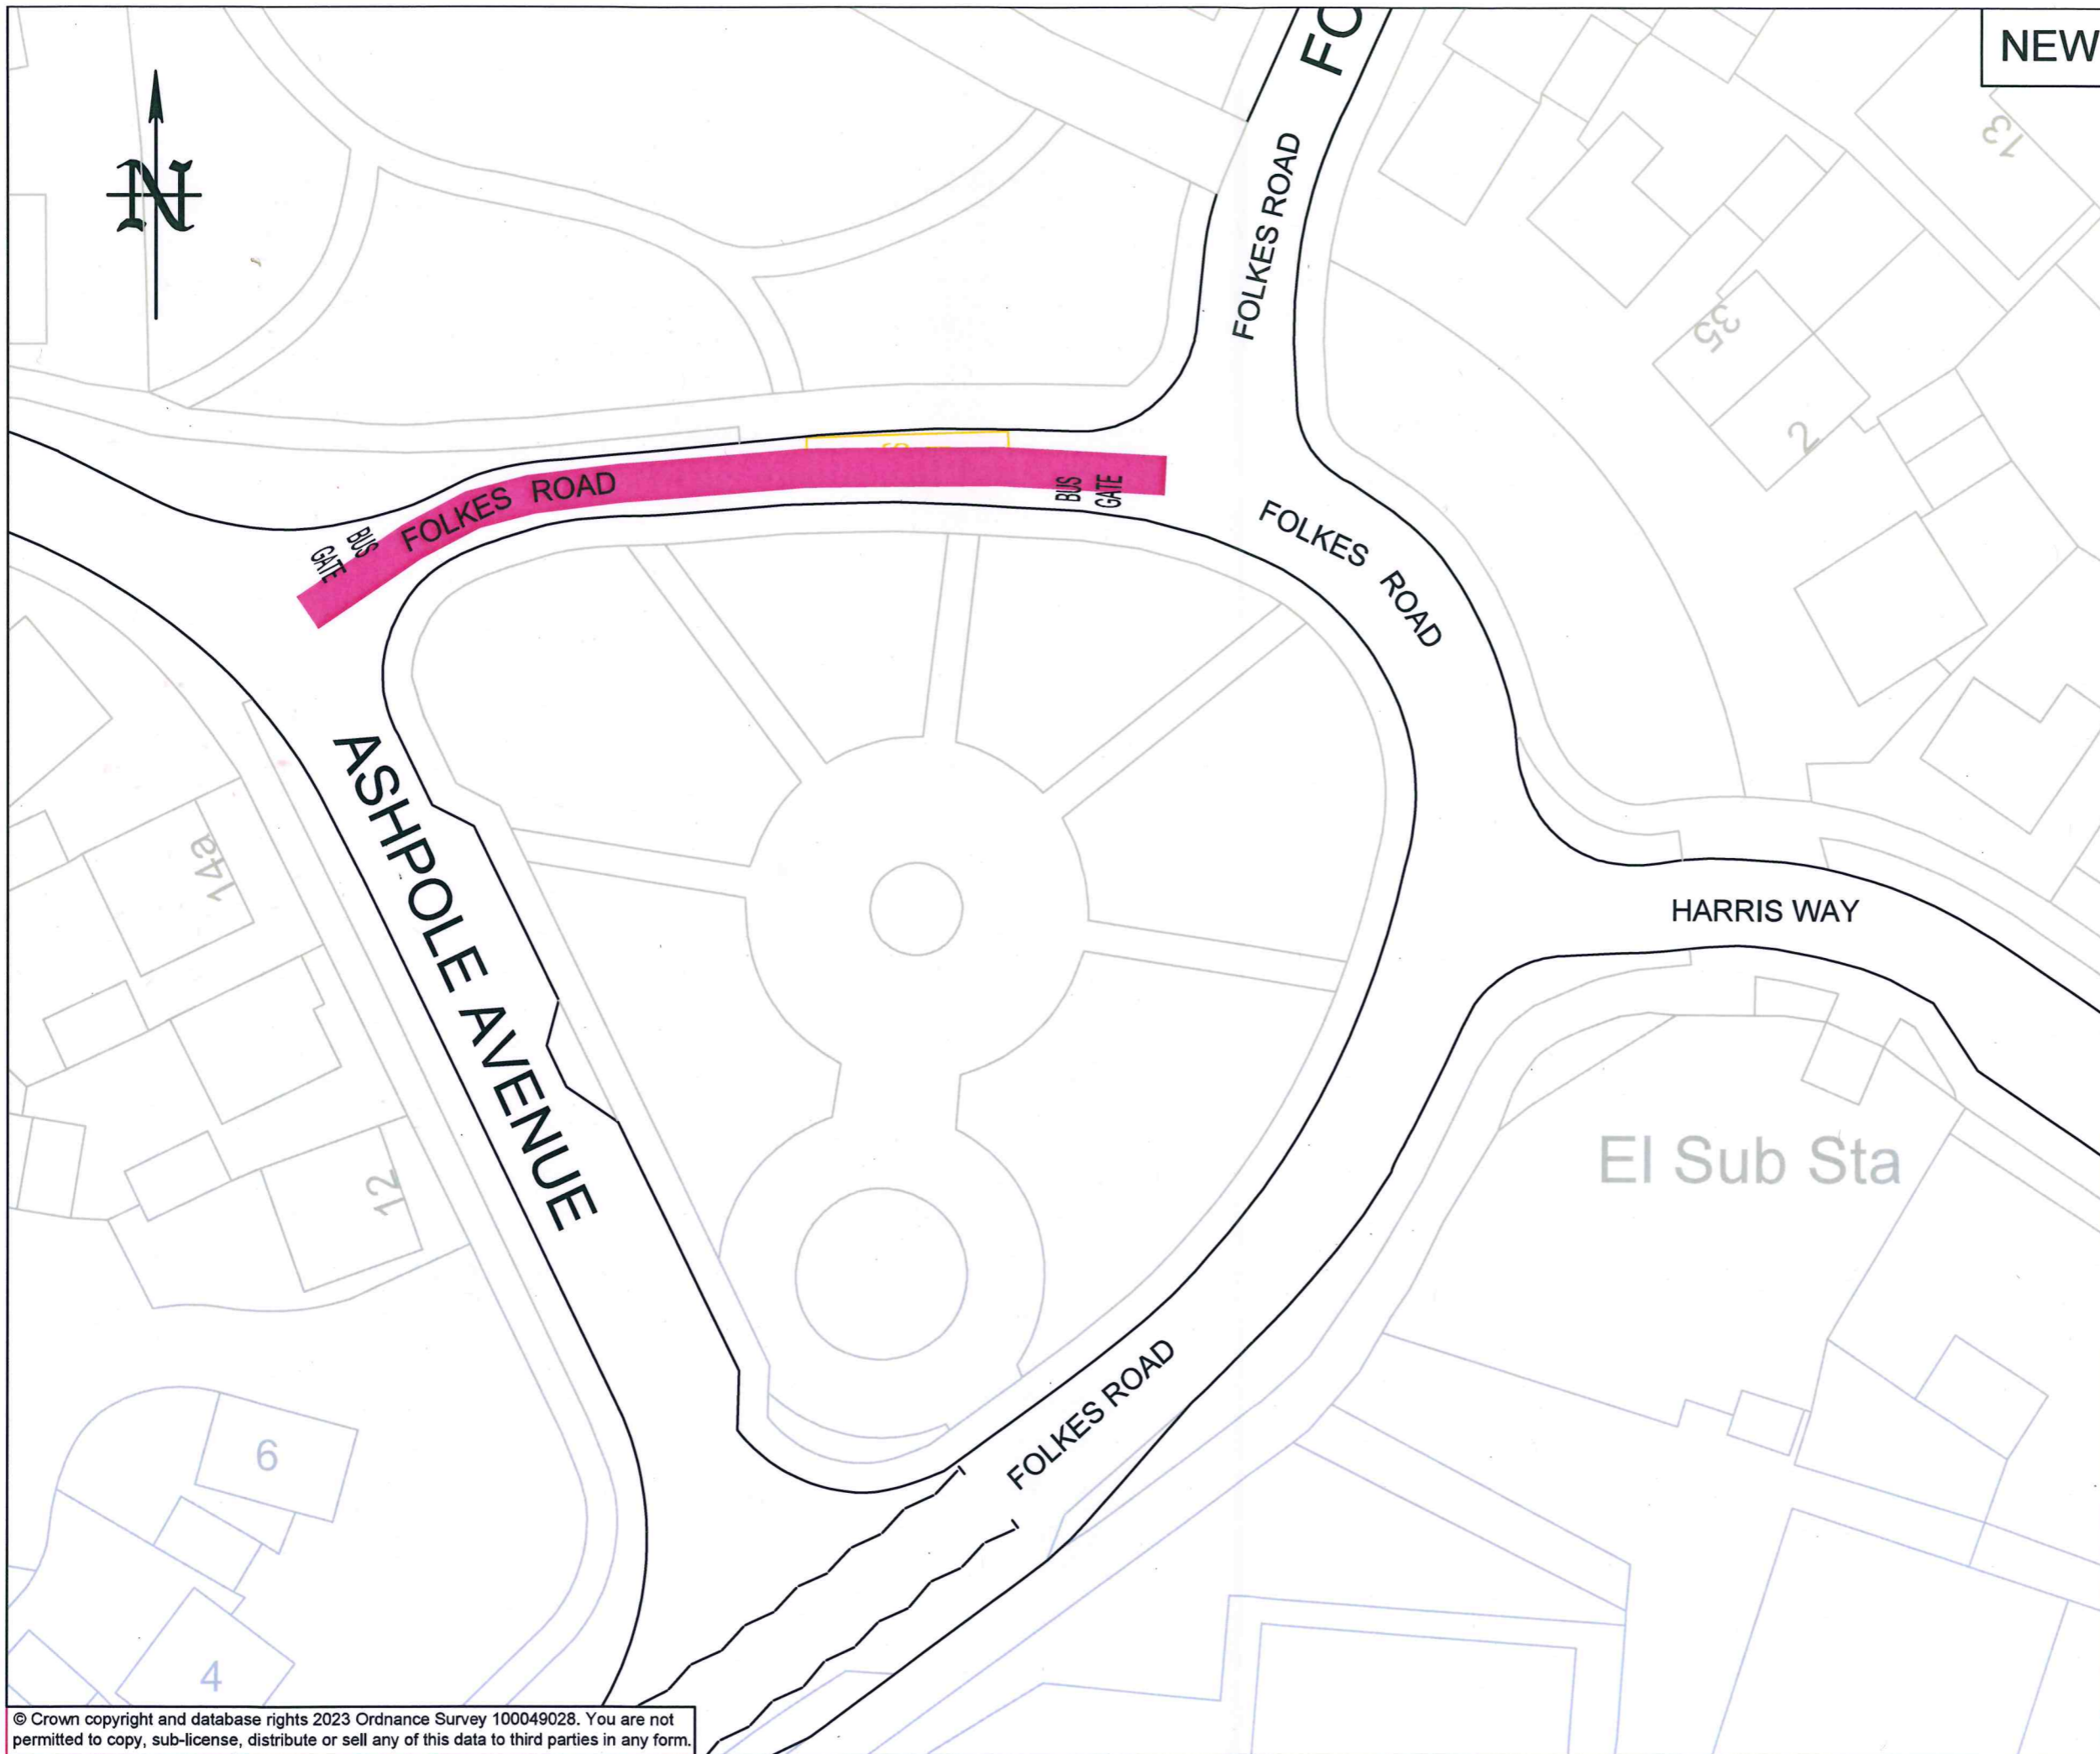 FO
NEW
N
13
FOLKES ROAD
35
2
FOLKES ROAD
BUS
GATE
BUS
GATE
FOLKES ROAD
ASHPOLE AVENUE
14a
HARRIS WAY
El Sub Sta
12
FOLKES ROAD
6
4
© Crown copyright and database rights 2023 Ordnance Survey 100049028. You are not
permitted to copy, sub-license, distribute or sell any of this data to third parties in any form.